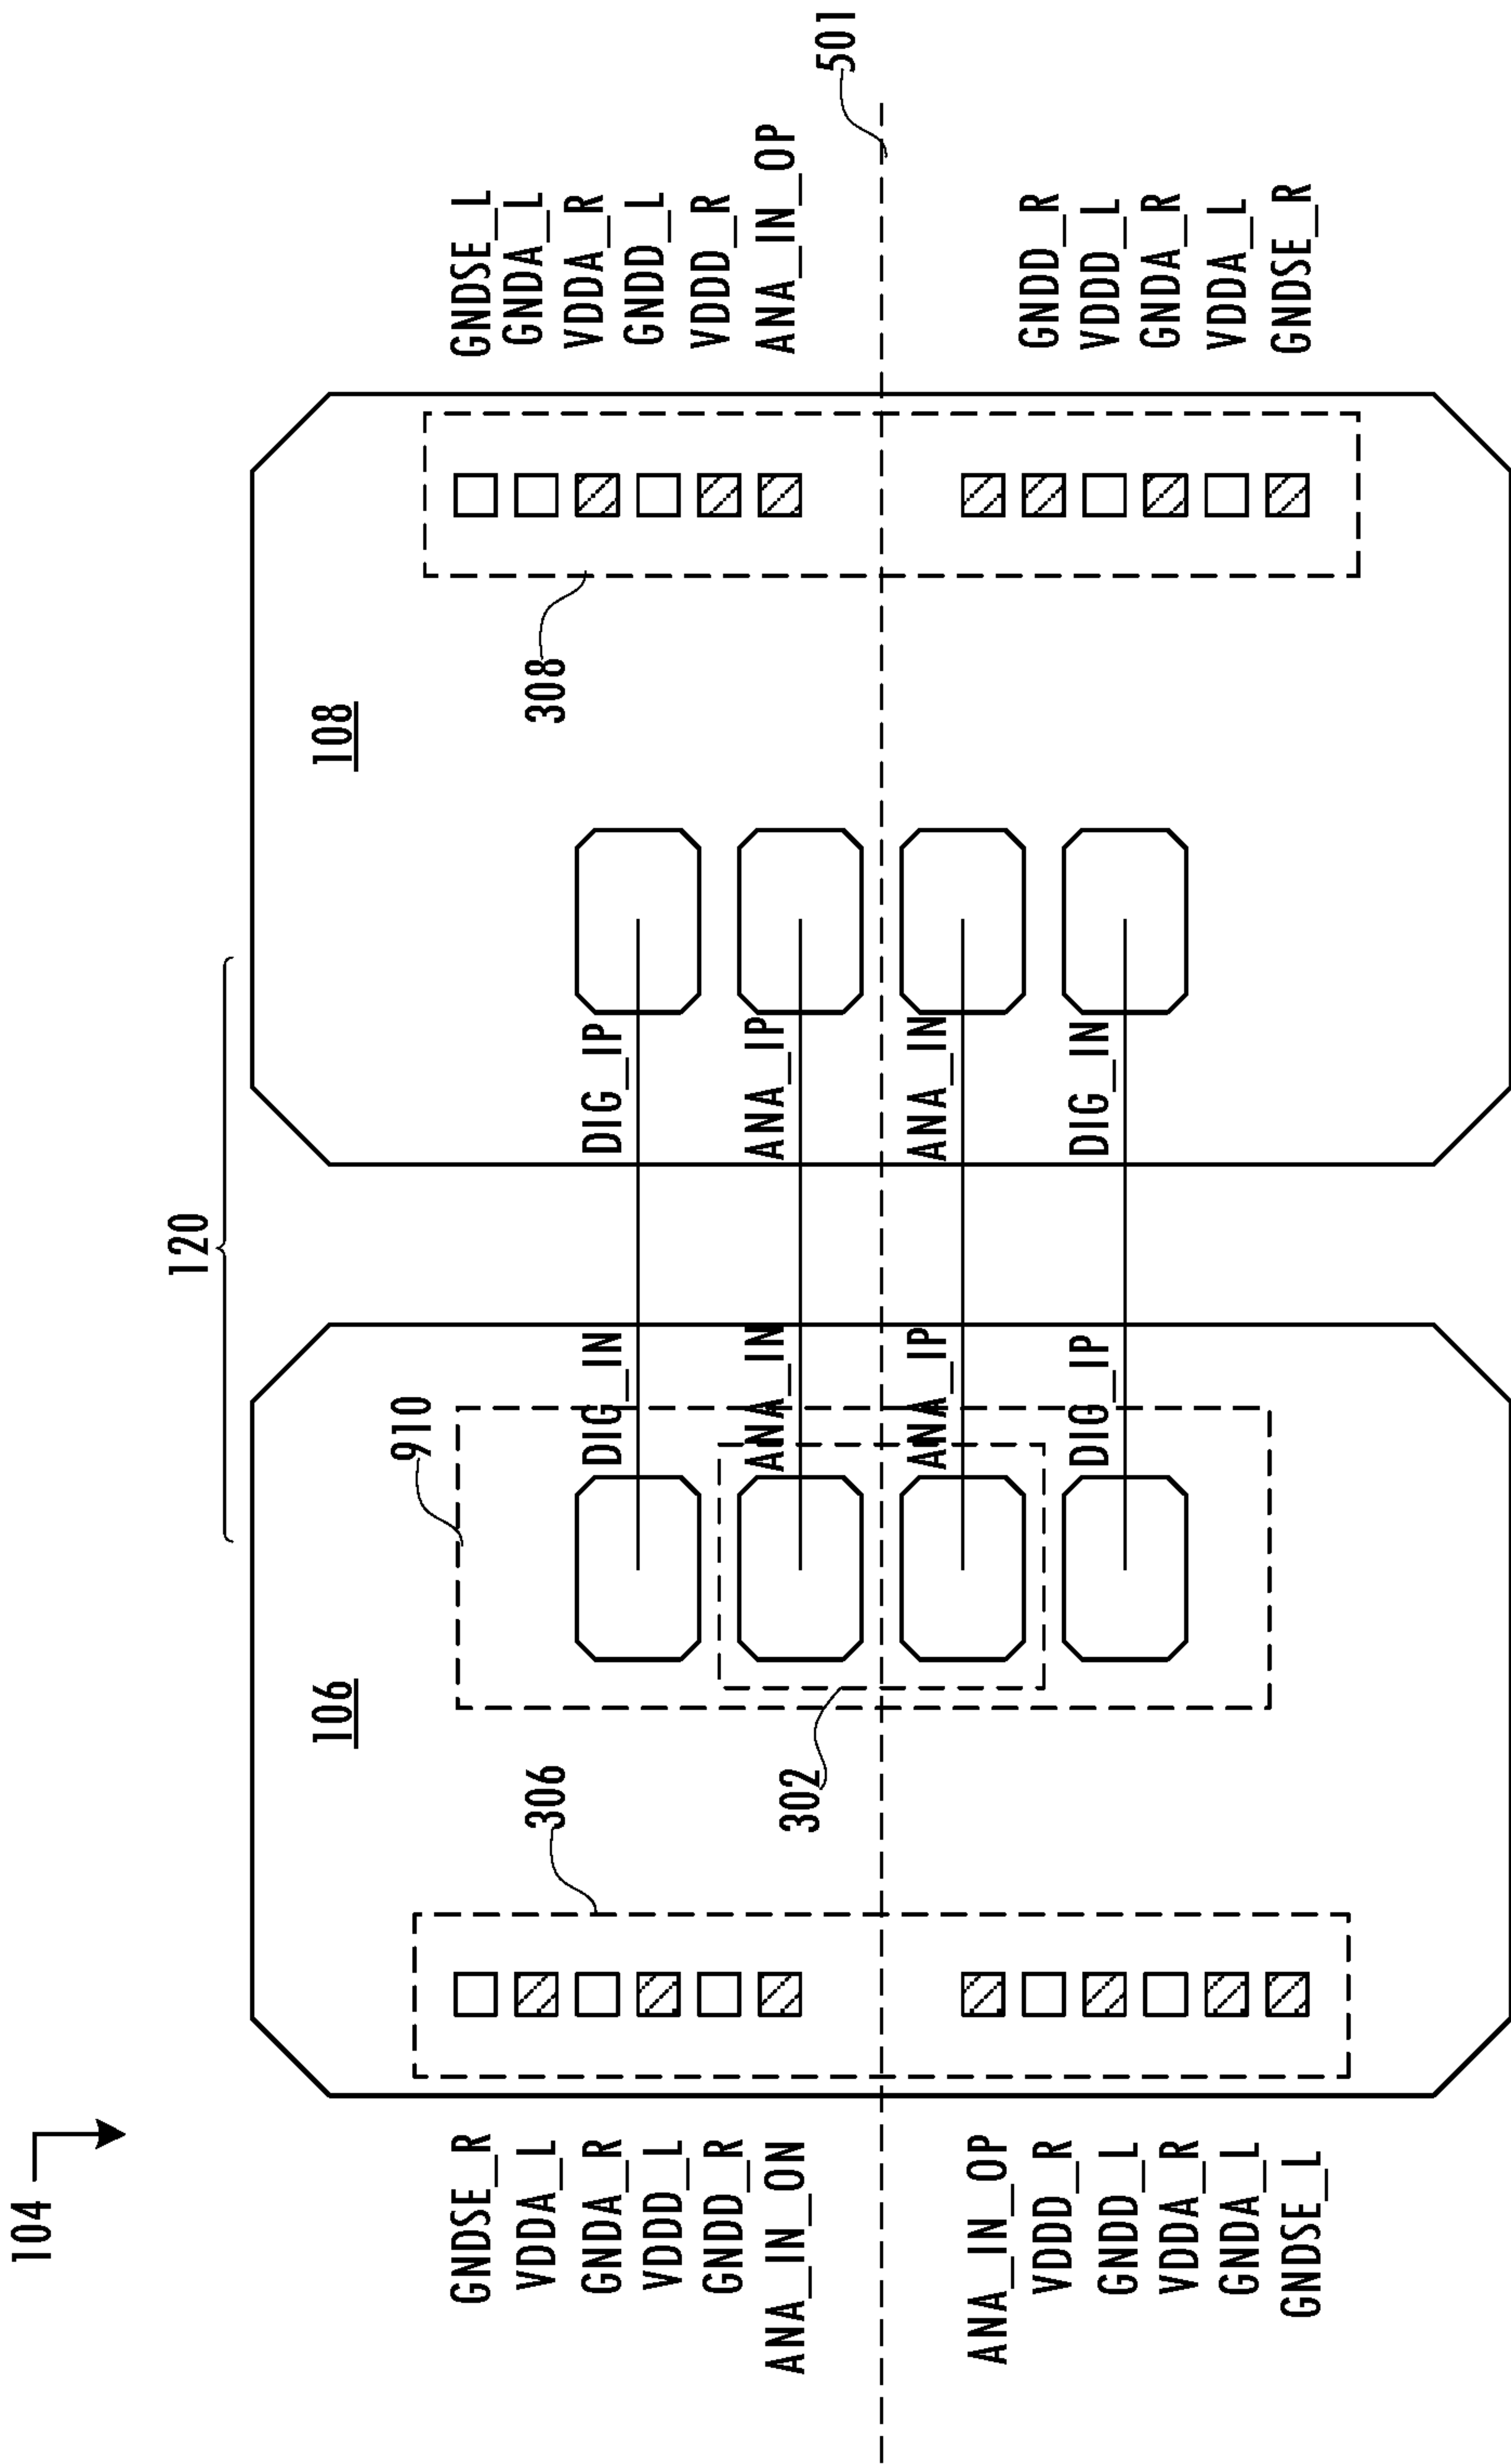 104
120
106
108
910
302
306
308
501
GNDSE_R
VDDA_L
GNDA_R
VDDD_L
GNDD_R
ANA_IN_ON
ANA_IN_OP
VDDD_R
GNDD_L
VDDA_R
GNDA_L
GNDSE_L
DIG_IN
ANA_IN
ANA_IP
DIG_IP
DIG_IP
ANA_IP
ANA_IN
DIG_IN
GNDSE_L
GNDA_L
VDDA_R
GNDD_L
VDDD_R
ANA_IN_OP
GNDD_R
VDDD_L
GNDA_R
VDDA_L
GNDSE_R